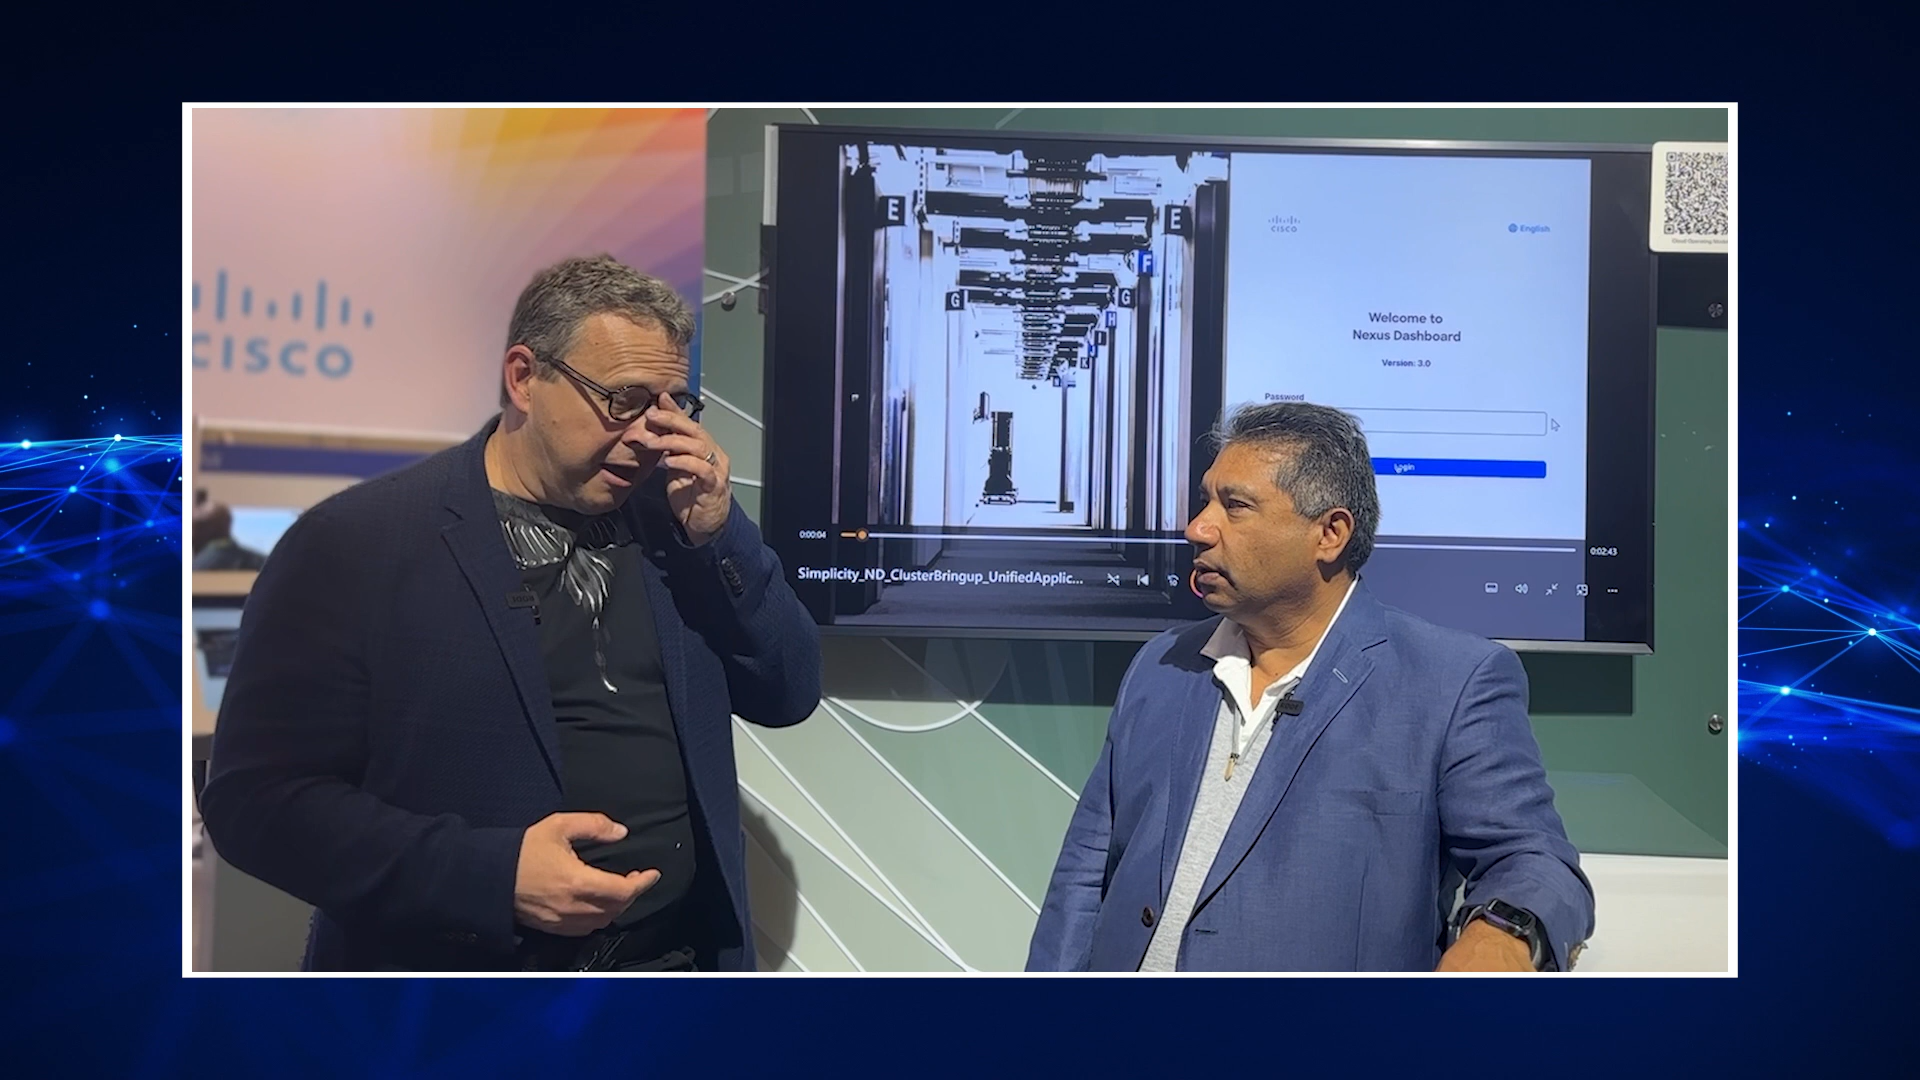 CISCO
E
E
F
G
G
H
I
J
K
CISCO
English
Welcome to
Nexus Dashboard
Version: 3.0
Password
Login
0:00:04
0:02:43
Simplicity_ND_ClusterBringup_UnifiedApplic...
10